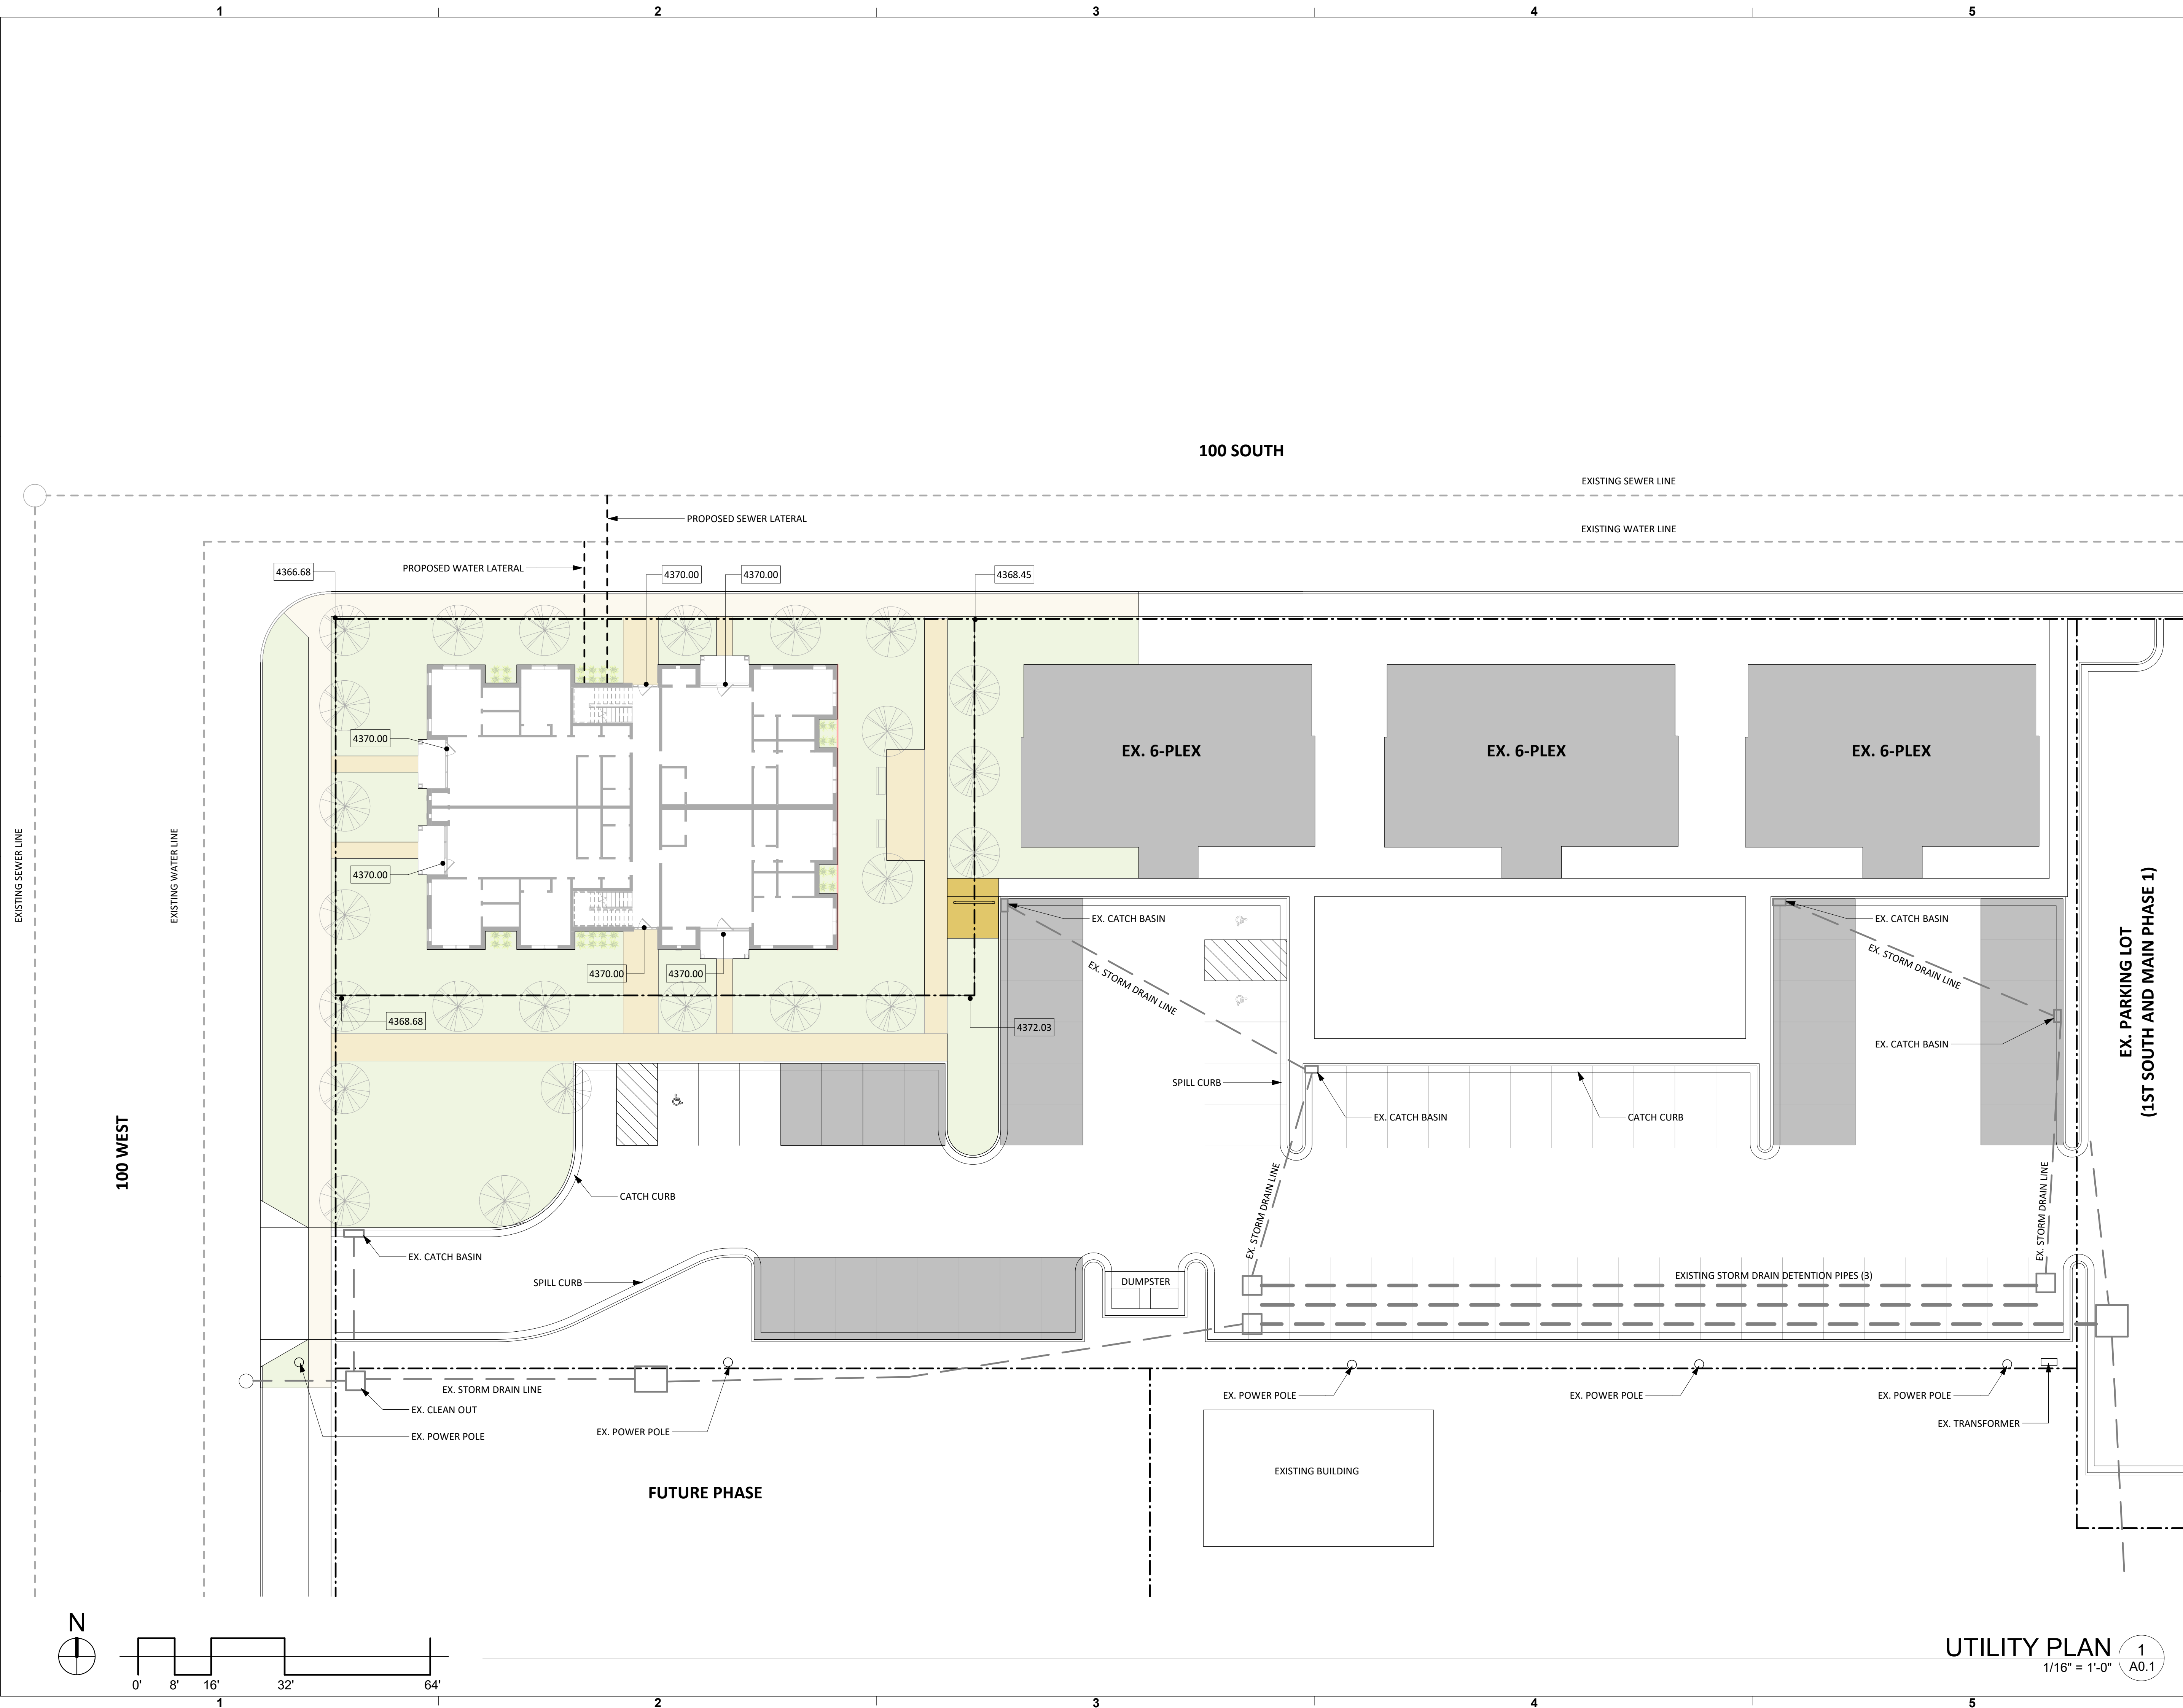 1 2 3 4 5
100 SOUTH
EXISTING SEWER LINE
PROPOSED SEWER LATERAL
EXISTING WATER LINE
PROPOSED WATER LATERAL
4366.68
4370.00
4370.00
4368.45
4370.00
EX. 6-PLEX
EX. 6-PLEX
EX. 6-PLEX
EXISTING SEWER LINE
EXISTING WATER LINE
4370.00
EX. CATCH BASIN
EX. CATCH BASIN
EX. STORM DRAIN LINE
EX. STORM DRAIN LINE
4370.00
4370.00
4368.68
4372.03
EX. CATCH BASIN
EX. PARKING LOT
(1ST SOUTH AND MAIN PHASE 1)
SPILL CURB
EX. CATCH BASIN
CATCH CURB
100 WEST
CATCH CURB
EX. STORM DRAIN LINE
EX. STORM DRAIN LINE
EX. CATCH BASIN
SPILL CURB
DUMPSTER
EXISTING STORM DRAIN DETENTION PIPES (3)
EX. STORM DRAIN LINE
EX. CLEAN OUT
EX. POWER POLE
EX. POWER POLE
EX. POWER POLE
EX. POWER POLE
EX. POWER POLE
EX. TRANSFORMER
EXISTING BUILDING
FUTURE PHASE
N
0' 8' 16' 32' 64'
UTILITY PLAN
1/16" = 1'-0"
1
A0.1
1 2 3 4 5